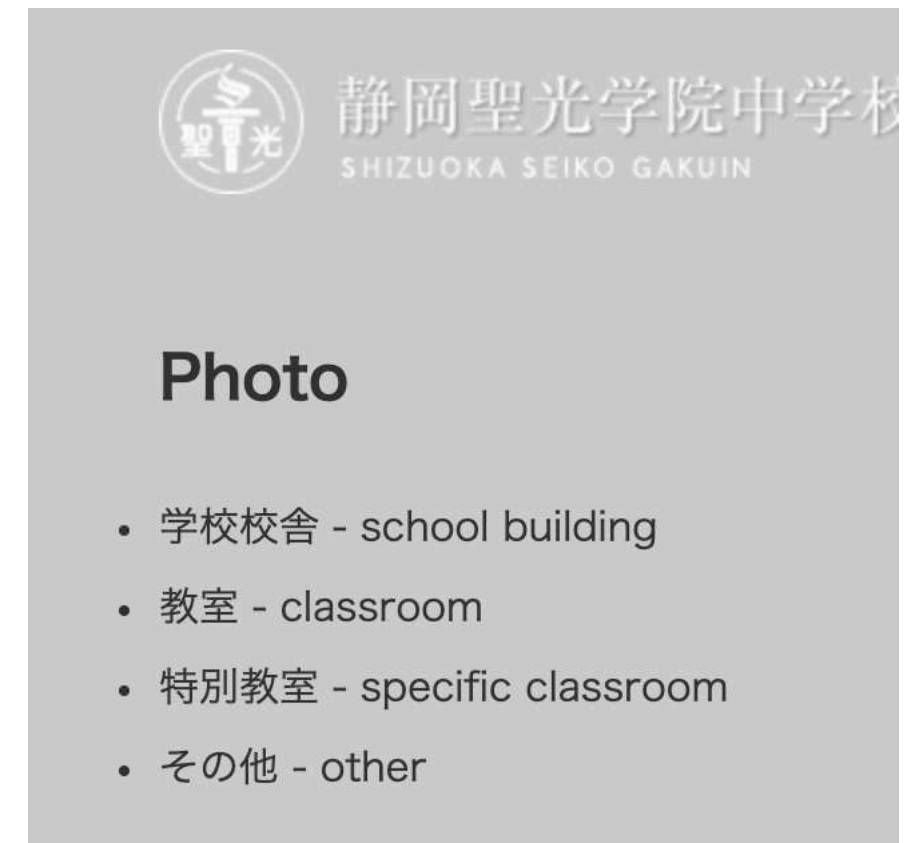 聖 光
静岡聖光学院中学校
SHIZUOKA SEIKO GAKUIN
Photo
• 学校校舎 - school building
• 教室 - classroom
• 特別教室 - specific classroom
• その他 - other